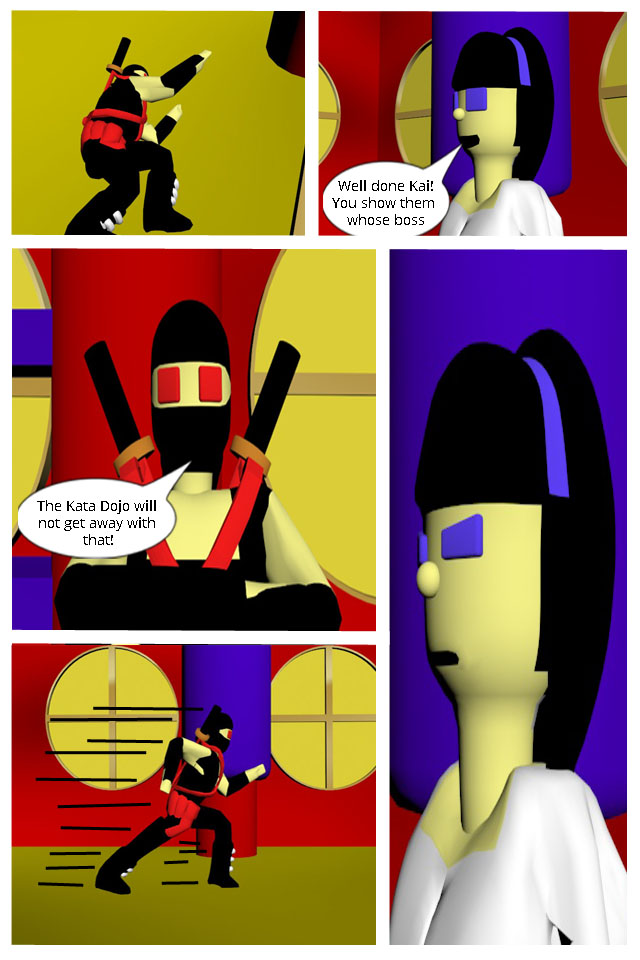 Well done Kai!
You show them
whose boss
The Kata Dojo will
not get away with
that!